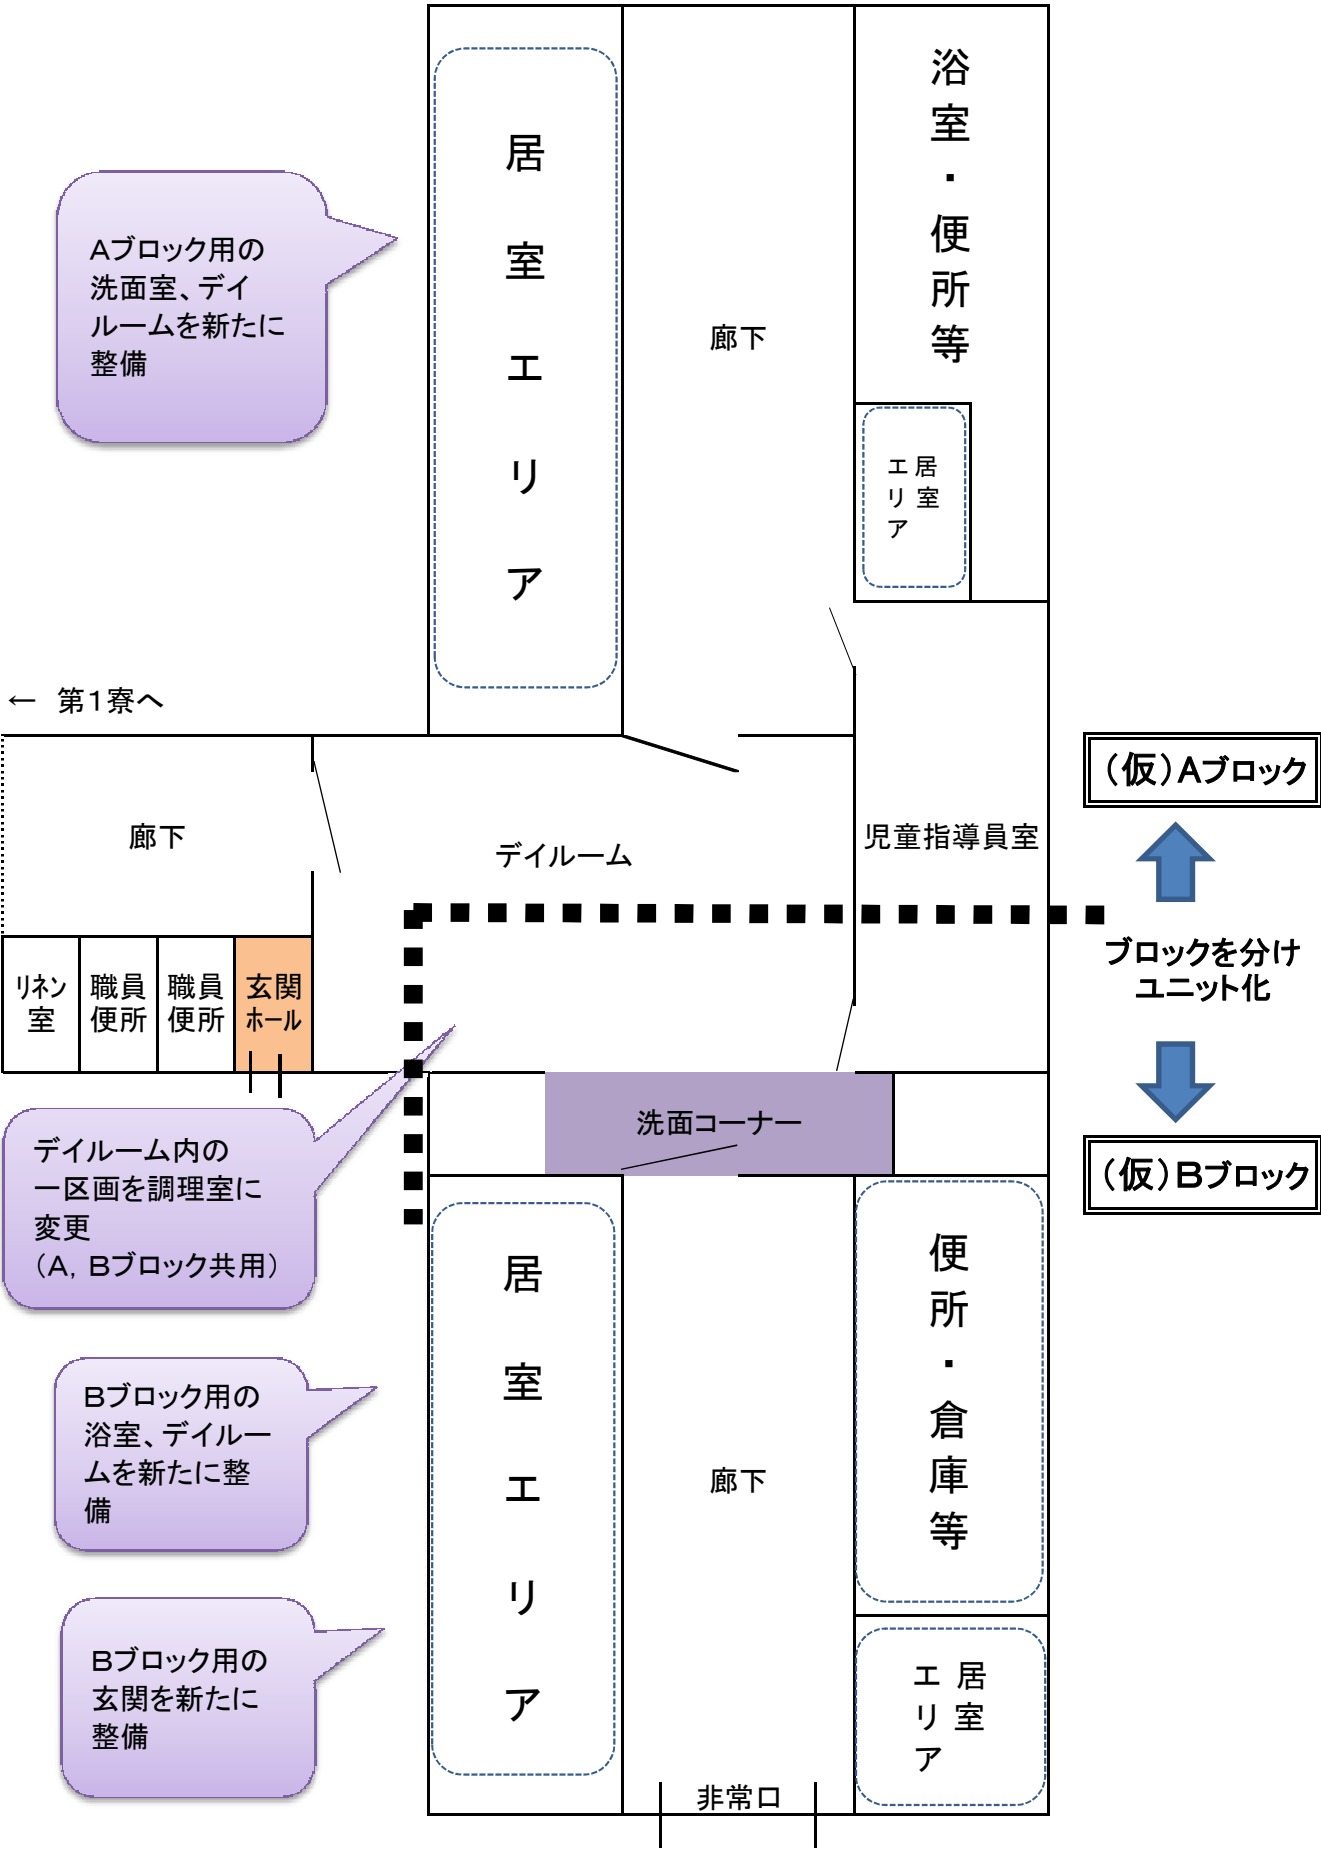 居室エリア
浴室・便所等
Aブロック用の
洗面室、デイ
ルームを新たに
整備
廊下
居室
エリア
← 第1寮へ
(仮)Aブロック
廊下
デイルーム
児童指導員室
ブロックを分け
ユニット化
リネン
室
職員
便所
職員
便所
玄関
ホール
(仮)Bブロック
洗面コーナー
デイルーム内の
一区画を調理室に
変更
(A, Bブロック共用)
居室エリア
便所・倉庫等
Bブロック用の
浴室、デイルー
ムを新たに整
備
廊下
Bブロック用の
玄関を新たに
整備
居室
エリア
非常口